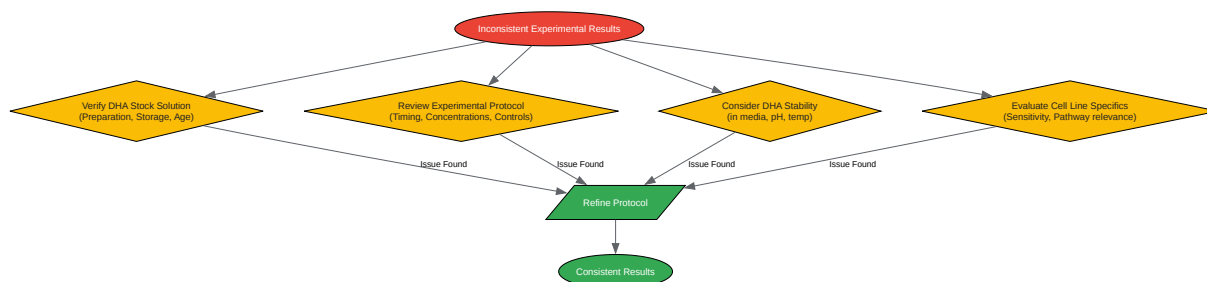 Inconsistent Experimental Results
Verify DHA Stock Solution
(Preparation, Storage, Age)
Review Experimental Protocol
(Timing, Concentrations, Controls)
Consider DHA Stability
(in media, pH, temp)
Evaluate Cell Line Specifics
(Sensitivity, Pathway relevance)
Issue Found
Issue Found
Issue Found
Issue Found
Refine Protocol
Consistent Results